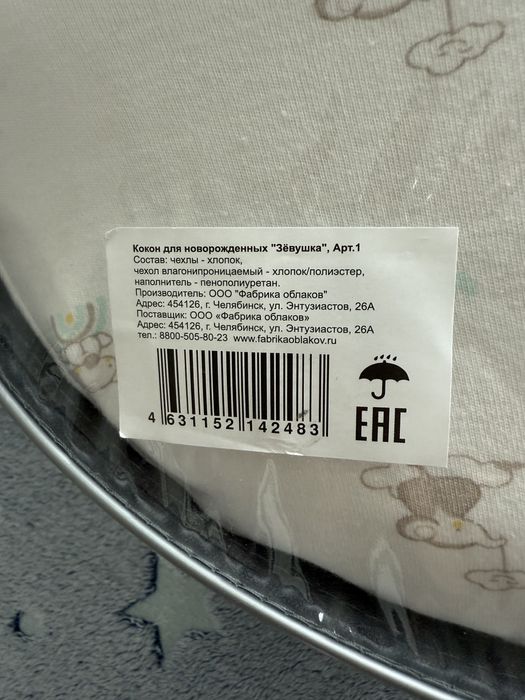 Кокон для новорожденных "Зёвушка", Арт.1
Состав: чехлы - хлопок,
чехол влагонипроницаемый - хлопок/полиэстер,
наполнитель - пенополиуретан.
Производитель: ООО "Фабрика облаков"
Адрес: 454126, г. Челябинск, ул. Энтузиастов, 26А
Поставщик: ООО «Фабрика облаков»
Адрес: 454126, г. Челябинск, ул. Энтузиастов, 26А
тел.: 8800-505-80-23 www.fabrikaoblakov.ru
4 631152 142483
EAC